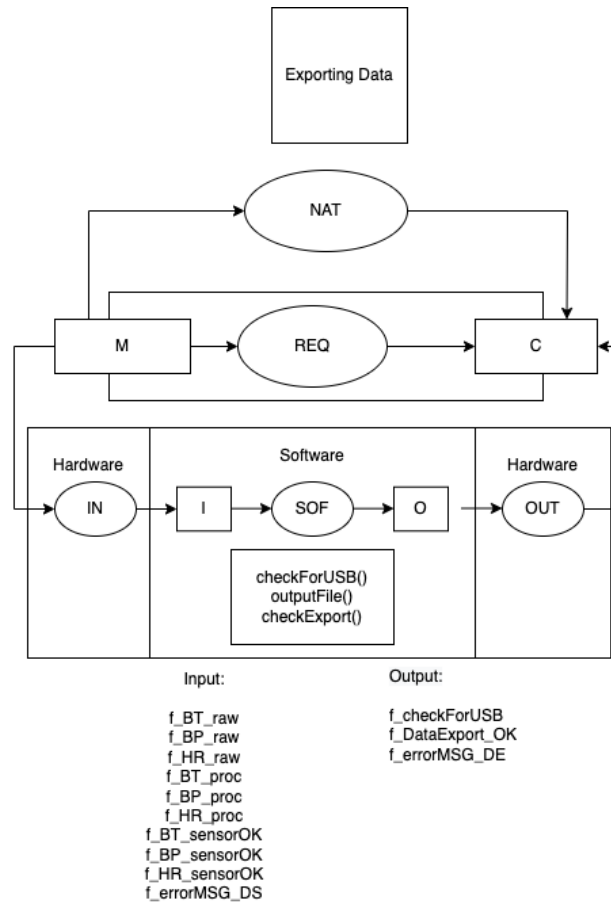 Exporting Data
NAT
M
REQ
C
Hardware
Software
Hardware
IN
I
SOF
O
OUT
checkForUSB()
outputFile()
checkExport()
Input:
f_BT_raw
f_BP_raw
f_HR_raw
f_BT_proc
f_BP_proc
f_HR_proc
f_BT_sensorOK
f_BP_sensorOK
f_HR_sensorOK
f_errorMSG_DS
Output:
f_checkForUSB
f_DataExport_OK
f_errorMSG_DE